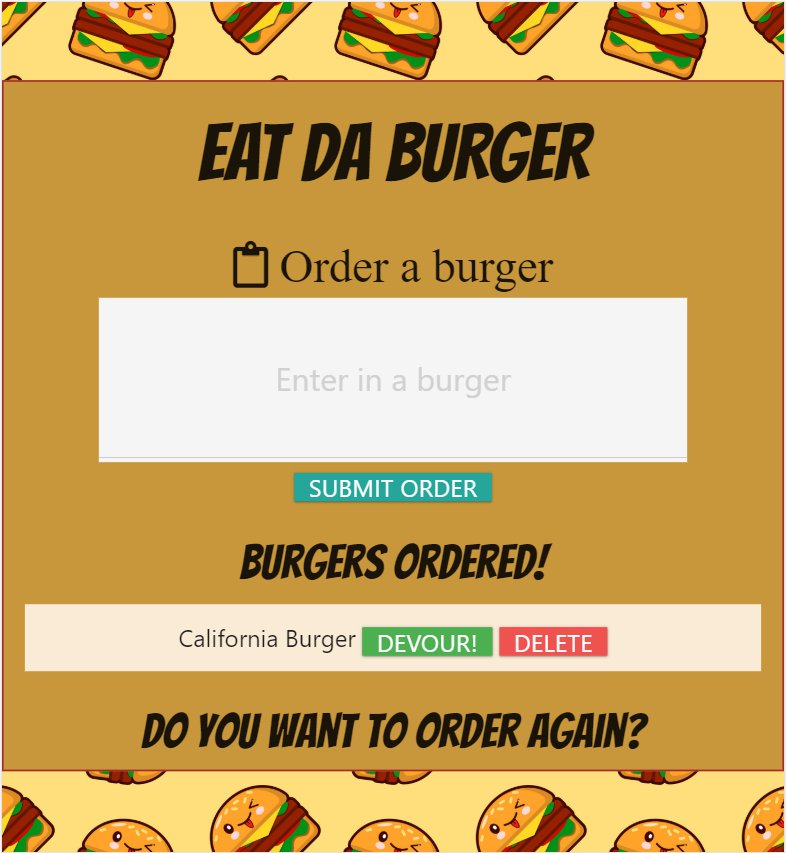 EAT DA BURGER
Order a burger
Enter in a burger
SUBMIT ORDER
BURGERS ORDERED!
California Burger DEVOUR! DELETE
DO YOU WANT TO ORDER AGAIN?